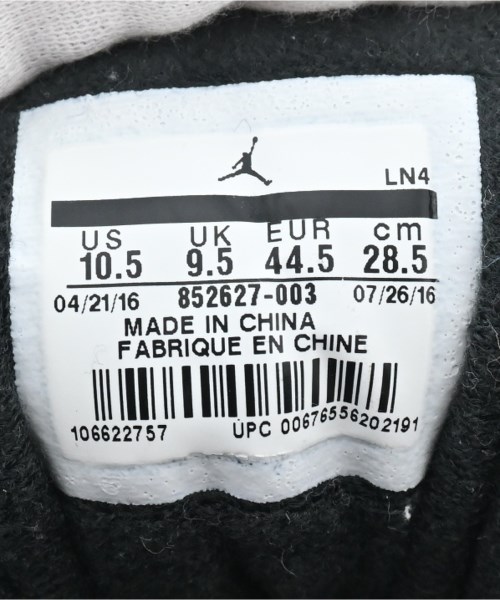 LN4
US UK EUR cm
10.5 9.5 44.5 28.5
04/21/16 852627-003 07/26/16
MADE IN CHINA
FABRIQUE EN CHINE
106622757 UPC 00676556202191